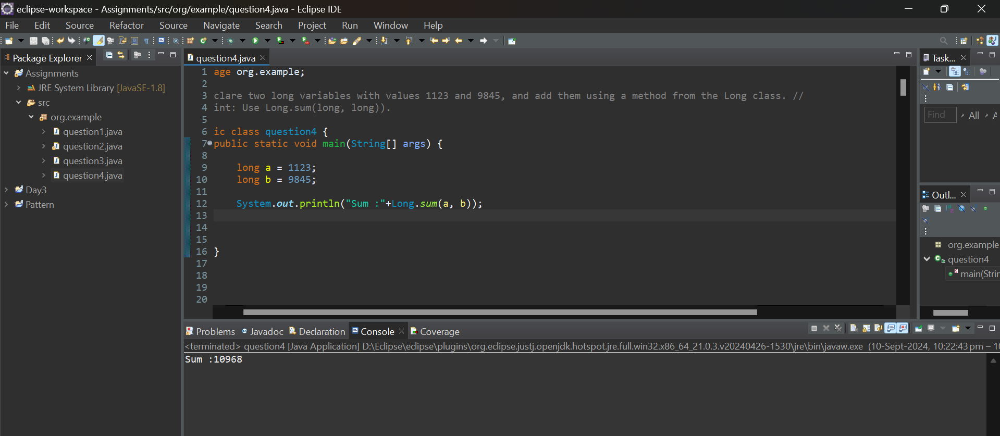 eclipse-workspace - Assignments/src/org/example/question4.java - Eclipse IDE
File Edit Source Refactor Source Navigate Search Project Run Window Help
Package Explorer
Assignments
JRE System Library [JavaSE-1.8]
src
org.example
question1.java
question2.java
question3.java
question4.java
Day3
Pattern
question4.java
1 age org.example;
2
3 clare two long variables with values 1123 and 9845, and add them using a method from the Long class. //
4 int: Use Long.sum(long, long)).
5
6 ic class question4 {
7 public static void main(String[] args) {
8
9 long a = 1123;
10 long b = 9845;
11
12 System.out.println("Sum :"+Long.sum(a, b));
13
14
15
16 }
17
18
19
20
Task...
Find All A
Outl...
org.example
question4
main(Strin
Problems Javadoc Declaration Console Coverage
<terminated> question4 [Java Application] D:\Eclipse\eclipse\plugins\org.eclipse.justj.openjdk.hotspot.jre.full.win32.x86_64_21.0.3.v20240426-1530\jre\bin\javaw.exe (10-Sept-2024, 10:22:43 pm – 10
Sum :10968